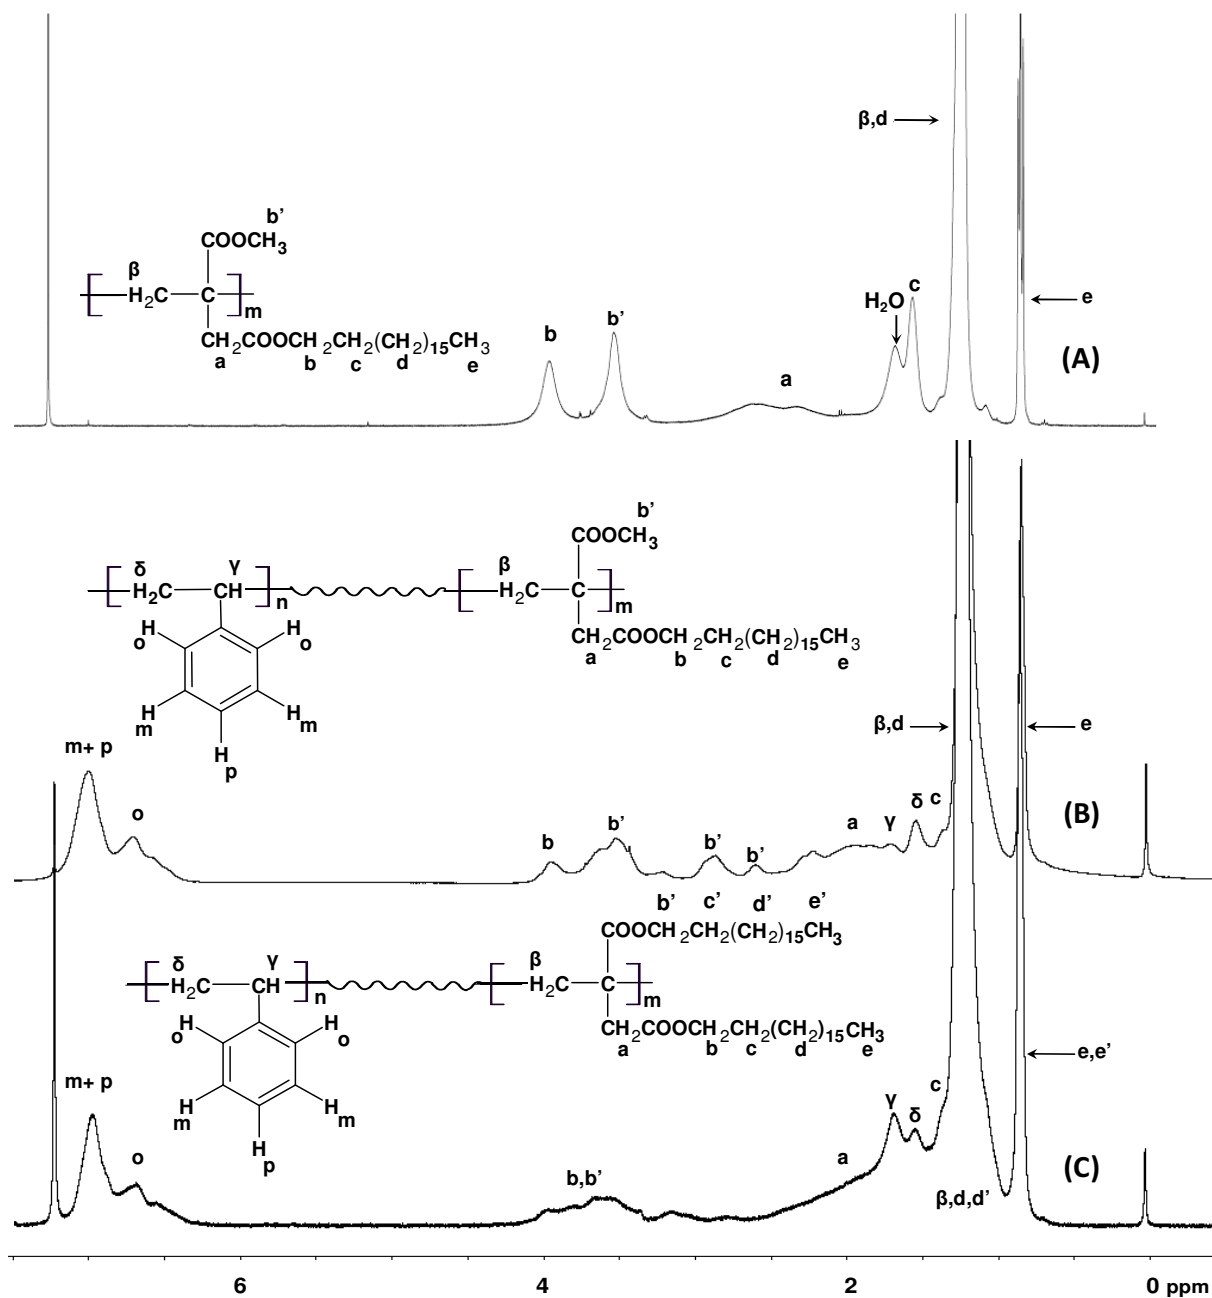 β,d
b'
COOCH3
β
H2C
C
m
CH2COOCH2CH2(CH2)15CH3
a b c d e
b
b'
a
H2O
c
e
(A)
b'
COOCH3
δ
γ
H2C
CH
n
β
H2C
C
m
CH2COOCH2CH2(CH2)15CH3
a b c d e
H
o
H
o
H
m
H
m
H
p
m+ p
o
b
b'
b'
b'
a
γ
δ
c
β,d
e
(B)
b' c' d' e'
COOCH2CH2(CH2)15CH3
δ
γ
H2C
CH
n
β
H2C
C
m
CH2COOCH2CH2(CH2)15CH3
a b c d e
H
o
H
o
H
m
H
m
H
p
m+ p
o
b,b'
a
γ
δ
c
β,d,d'
e,e'
(C)
6 4 2 0 ppm